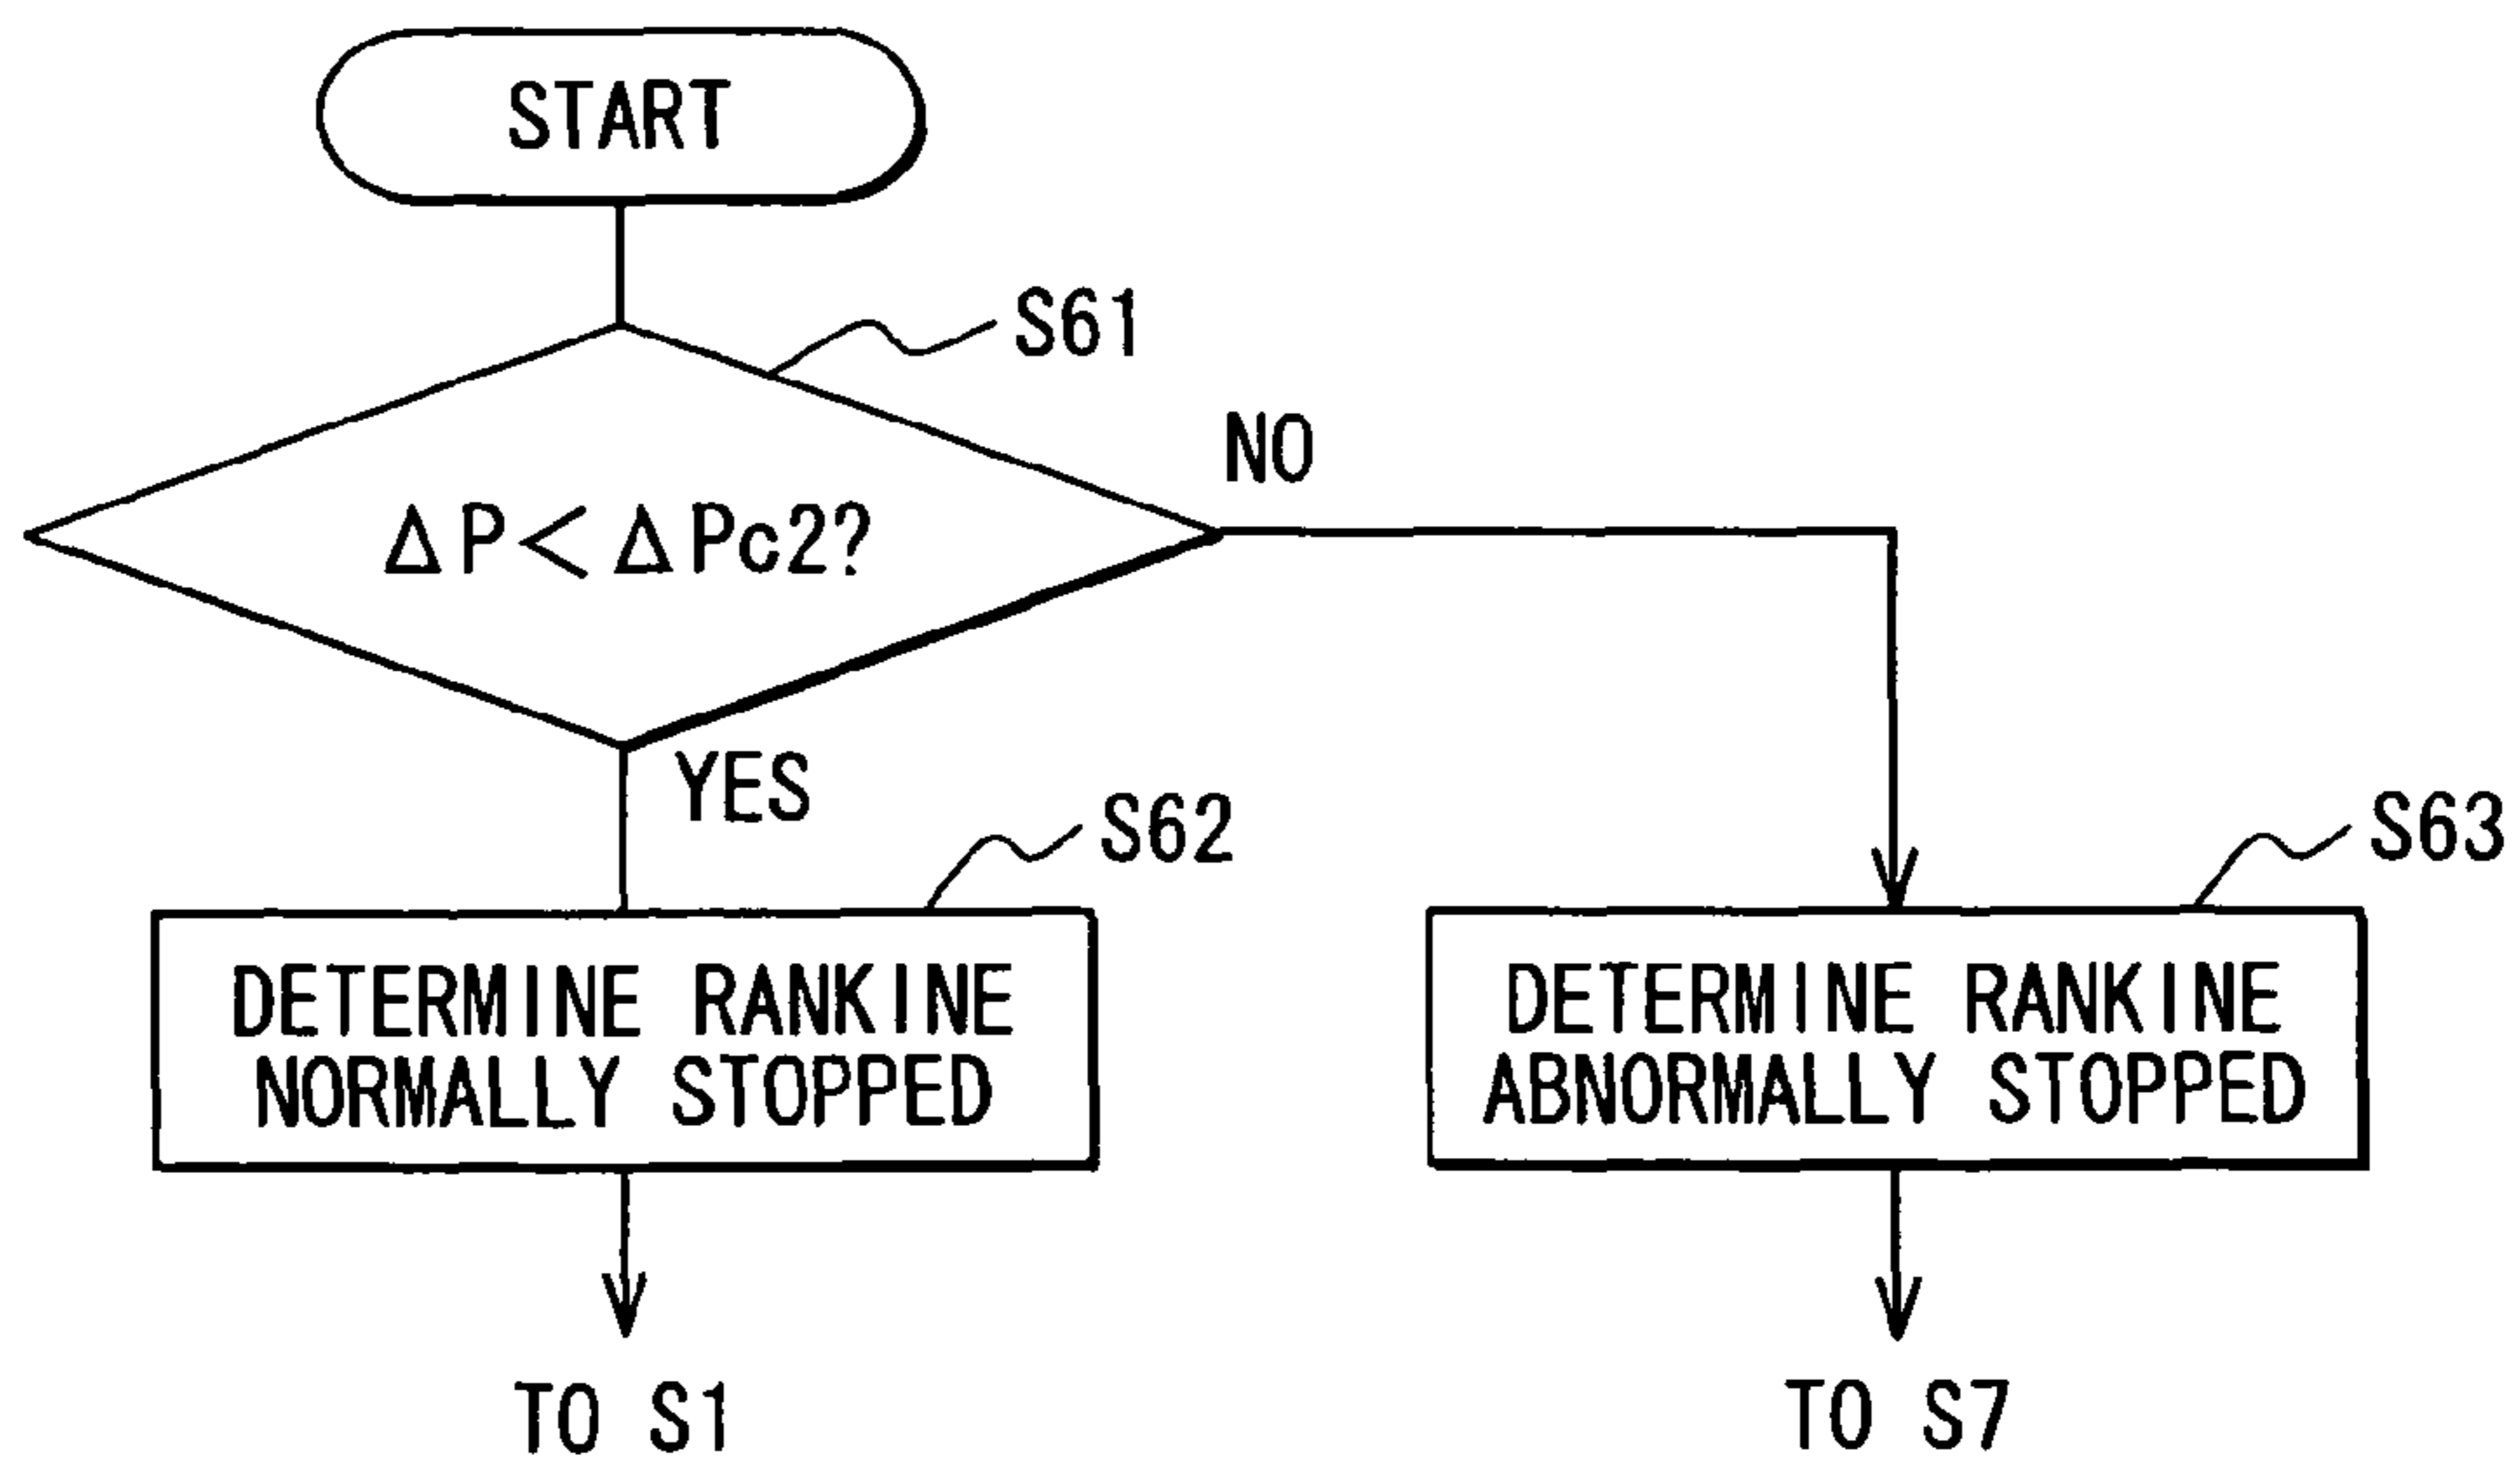 START
S61
NO
ΔP<ΔPc2?
YES
S62
S63
DETERMINE RANKINE
NORMALLY STOPPED
DETERMINE RANKINE
ABNORMALLY STOPPED
TO S1
TO S7